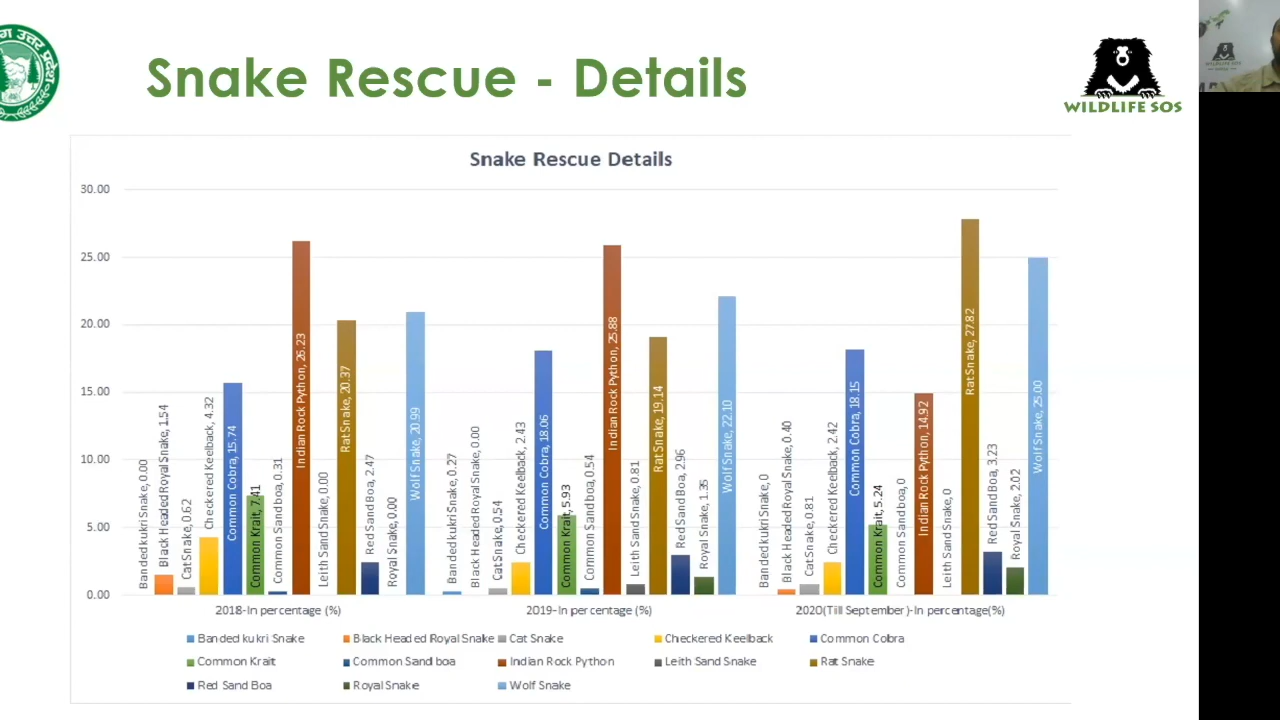 उत्तर प्रदेश
Snake Rescue - Details
WILDLIFE SOS
WILDLIFE SOS
Snake Rescue Details
30.00
25.00
20.00
15.00
10.00
5.00
0.00
Banded kukri Snake, 0.00
Black Headed Royal Snake, 1.54
Cat Snake, 0.62
Checkered Keelback, 4.32
Common Cobra, 15.74
Common Krait, 7.41
Common Sand boa, 0.31
Indian Rock Python, 26.23
Leith Sand Snake, 0.00
Rat Snake, 20.37
Red Sand Boa, 2.47
Royal Snake, 0.00
Wolf Snake, 20.99
Banded kukri Snake, 0.27
Black Headed Royal Snake, 0.00
Cat Snake, 0.54
Checkered Keelback, 2.43
Common Cobra, 18.06
Common Krait, 5.93
Common Sand boa, 0.54
Indian Rock Python, 25.88
Leith Sand Snake, 0.81
Rat Snake, 19.14
Red Sand Boa, 2.96
Royal Snake, 1.35
Wolf Snake, 22.10
Banded kukri Snake, 0
Black Headed Royal Snake, 0.40
Cat Snake, 0.81
Checkered Keelback, 2.42
Common Cobra, 18.15
Common Krait, 5.24
Common Sand boa, 0
Indian Rock Python, 14.92
Leith Sand Snake, 0
Rat Snake, 27.82
Red Sand Boa, 3.23
Royal Snake, 2.02
Wolf Snake, 25.00
2018-In percentage (%) 2019-In percentage (%) 2020(Till September)-In percentage(%)
Banded kukri Snake Black Headed Royal Snake Cat Snake Checkered Keelback Common Cobra
Common Krait Common Sand boa Indian Rock Python Leith Sand Snake Rat Snake
Red Sand Boa Royal Snake Wolf Snake